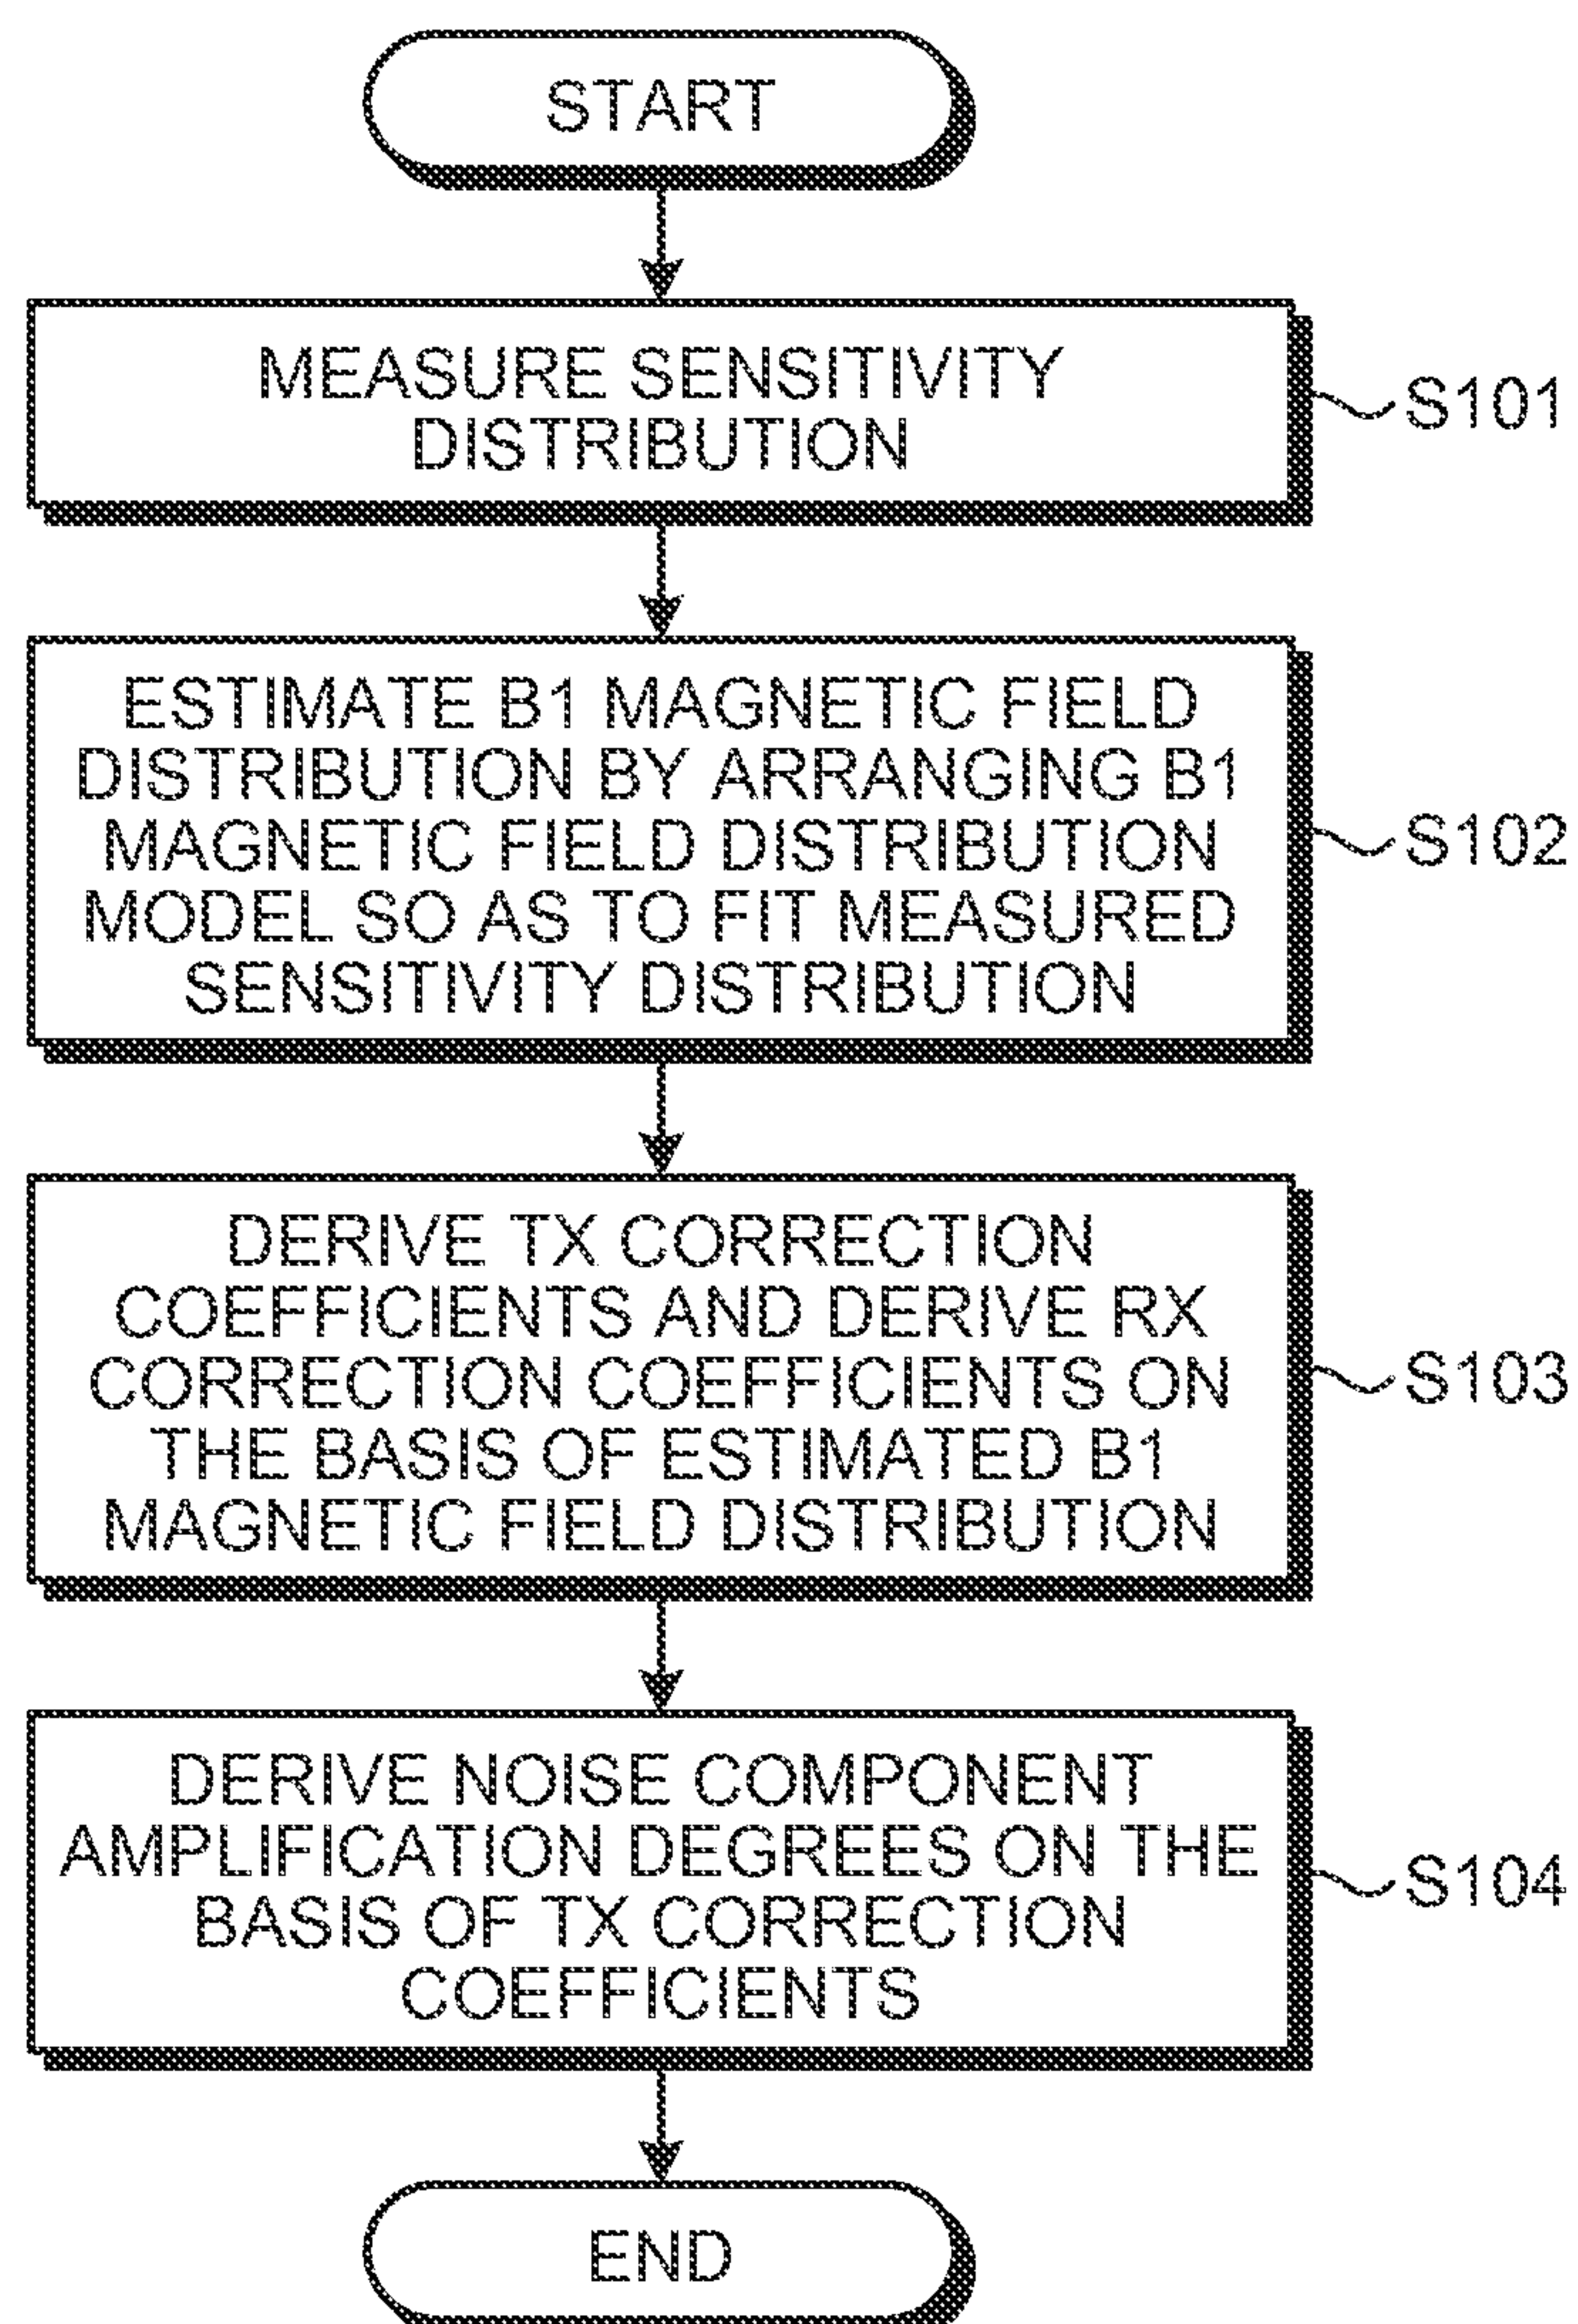 START
MEASURE SENSITIVITY
DISTRIBUTION
S101
ESTIMATE B1 MAGNETIC FIELD
DISTRIBUTION BY ARRANGING B1
MAGNETIC FIELD DISTRIBUTION
MODEL SO AS TO FIT MEASURED
SENSITIVITY DISTRIBUTION
S102
DERIVE TX CORRECTION
COEFFICIENTS AND DERIVE RX
CORRECTION COEFFICIENTS ON
THE BASIS OF ESTIMATED B1
MAGNETIC FIELD DISTRIBUTION
S103
DERIVE NOISE COMPONENT
AMPLIFICATION DEGREES ON THE
BASIS OF TX CORRECTION
COEFFICIENTS
S104
END